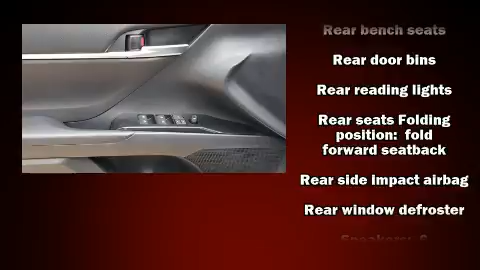 Rear bench seats
Rear door bins
Rear reading lights
Rear seats Folding
position: fold
forward seatback
Rear side impact airbag
Rear window defroster